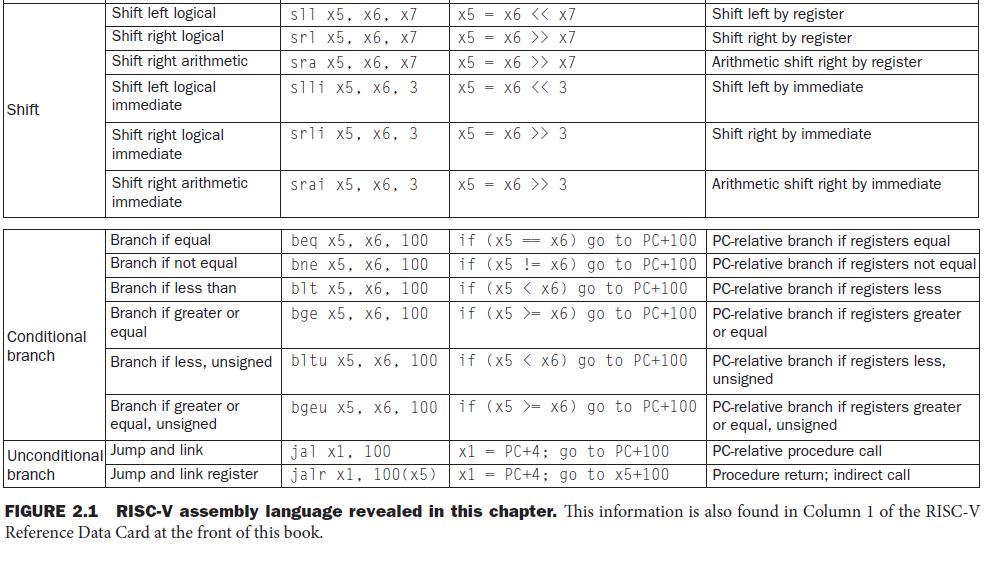 Shift left logical sll x5, x6, x7 x5 = x6 << x7 Shift left by register
Shift right logical srl x5, x6, x7 x5 = x6 >> x7 Shift right by register
Shift right arithmetic sra x5, x6, x7 x5 = x6 >> x7 Arithmetic shift right by register
Shift
Shift left logical
immediate slli x5, x6, 3 x5 = x6 << 3 Shift left by immediate
Shift right logical
immediate srli x5, x6, 3 x5 = x6 >> 3 Shift right by immediate
Shift right arithmetic
immediate srai x5, x6, 3 x5 = x6 >> 3 Arithmetic shift right by immediate
Conditional
branch
Branch if equal beq x5, x6, 100 if (x5 == x6) go to PC+100 PC-relative branch if registers equal
Branch if not equal bne x5, x6, 100 if (x5 != x6) go to PC+100 PC-relative branch if registers not equal
Branch if less than blt x5, x6, 100 if (x5 < x6) go to PC+100 PC-relative branch if registers less
Branch if greater or
equal bge x5, x6, 100 if (x5 >= x6) go to PC+100 PC-relative branch if registers greater
or equal
Branch if less, unsigned bltu x5, x6, 100 if (x5 < x6) go to PC+100 PC-relative branch if registers less,
unsigned
Branch if greater or
equal, unsigned bgeu x5, x6, 100 if (x5 >= x6) go to PC+100 PC-relative branch if registers greater
or equal, unsigned
Unconditional
branch
Jump and link jal x1, 100 x1 = PC+4; go to PC+100 PC-relative procedure call
Jump and link register jalr x1, 100(x5) x1 = PC+4; go to x5+100 Procedure return; indirect call
FIGURE 2.1 RISC-V assembly language revealed in this chapter. This information is also found in Column 1 of the RISC-V
Reference Data Card at the front of this book.